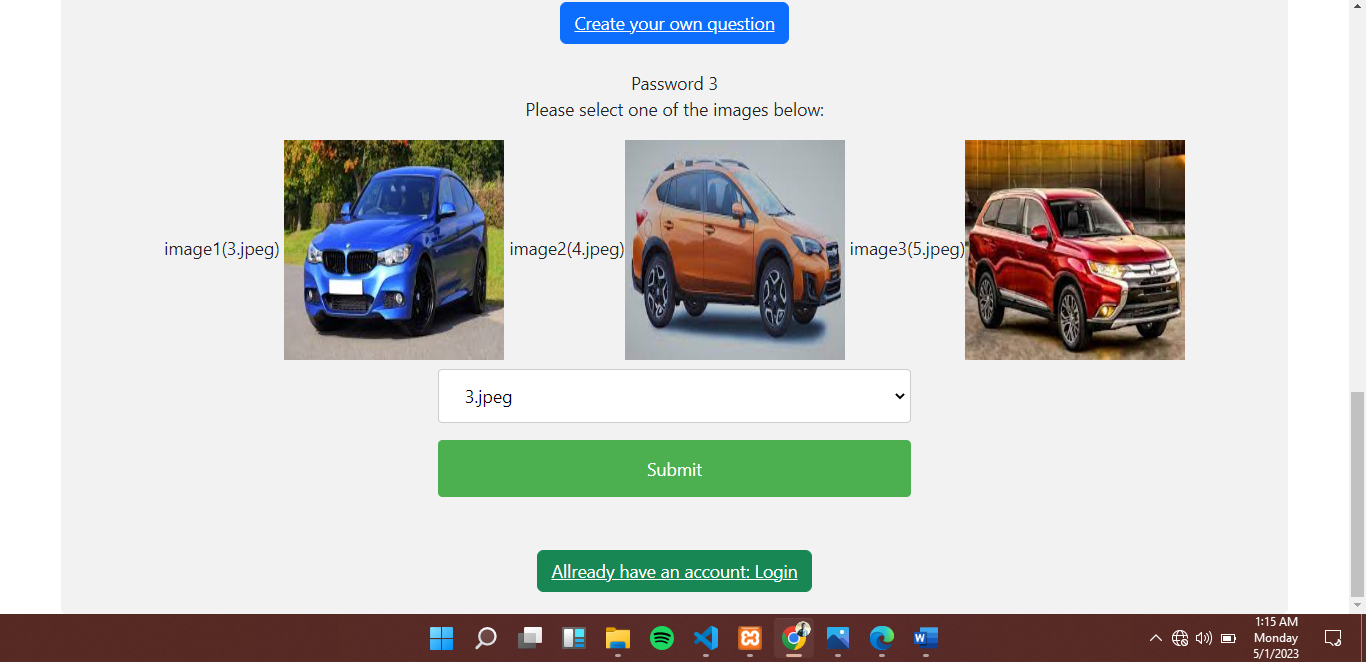 Create your own question
Password 3
Please select one of the images below:
image1(3.jpeg)
image2(4.jpeg)
image3(5.jpeg)
3.jpeg
Submit
Allready have an account: Login
1:15 AM
Monday
5/1/2023